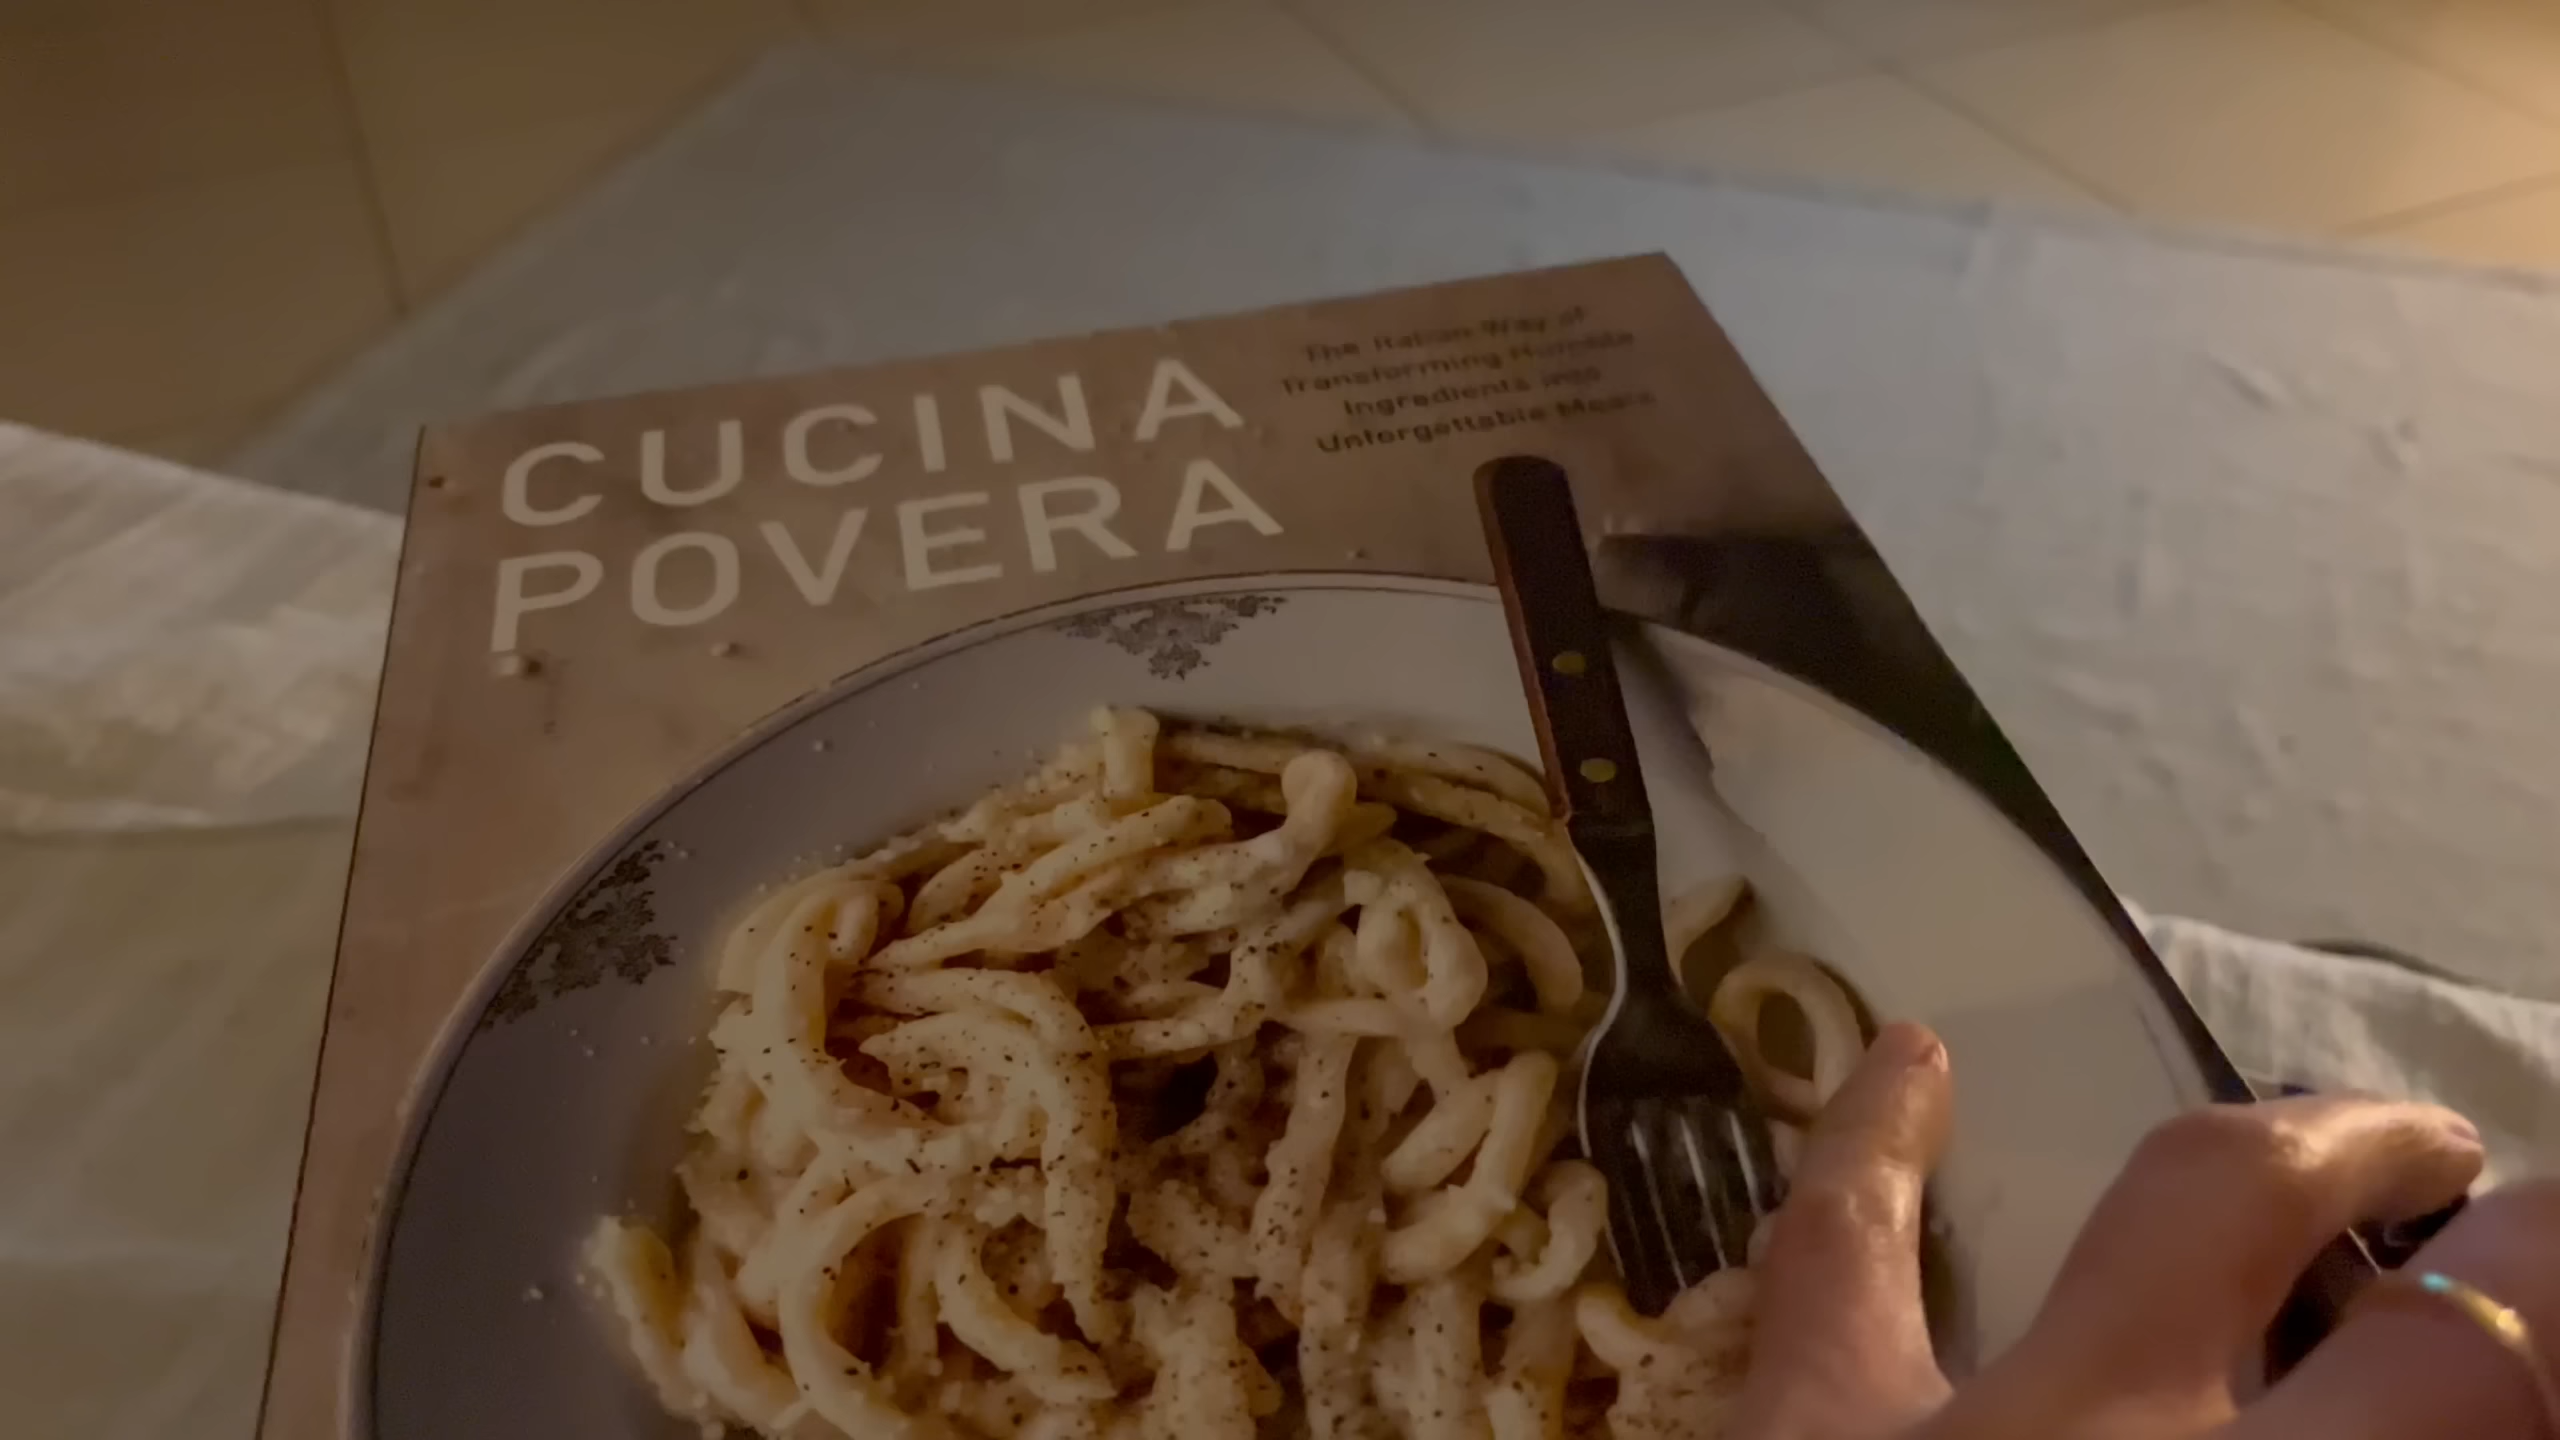 CUCINA
POVERA
The Italian Way of
Transforming Humble
Ingredients into
Unforgettable Meals